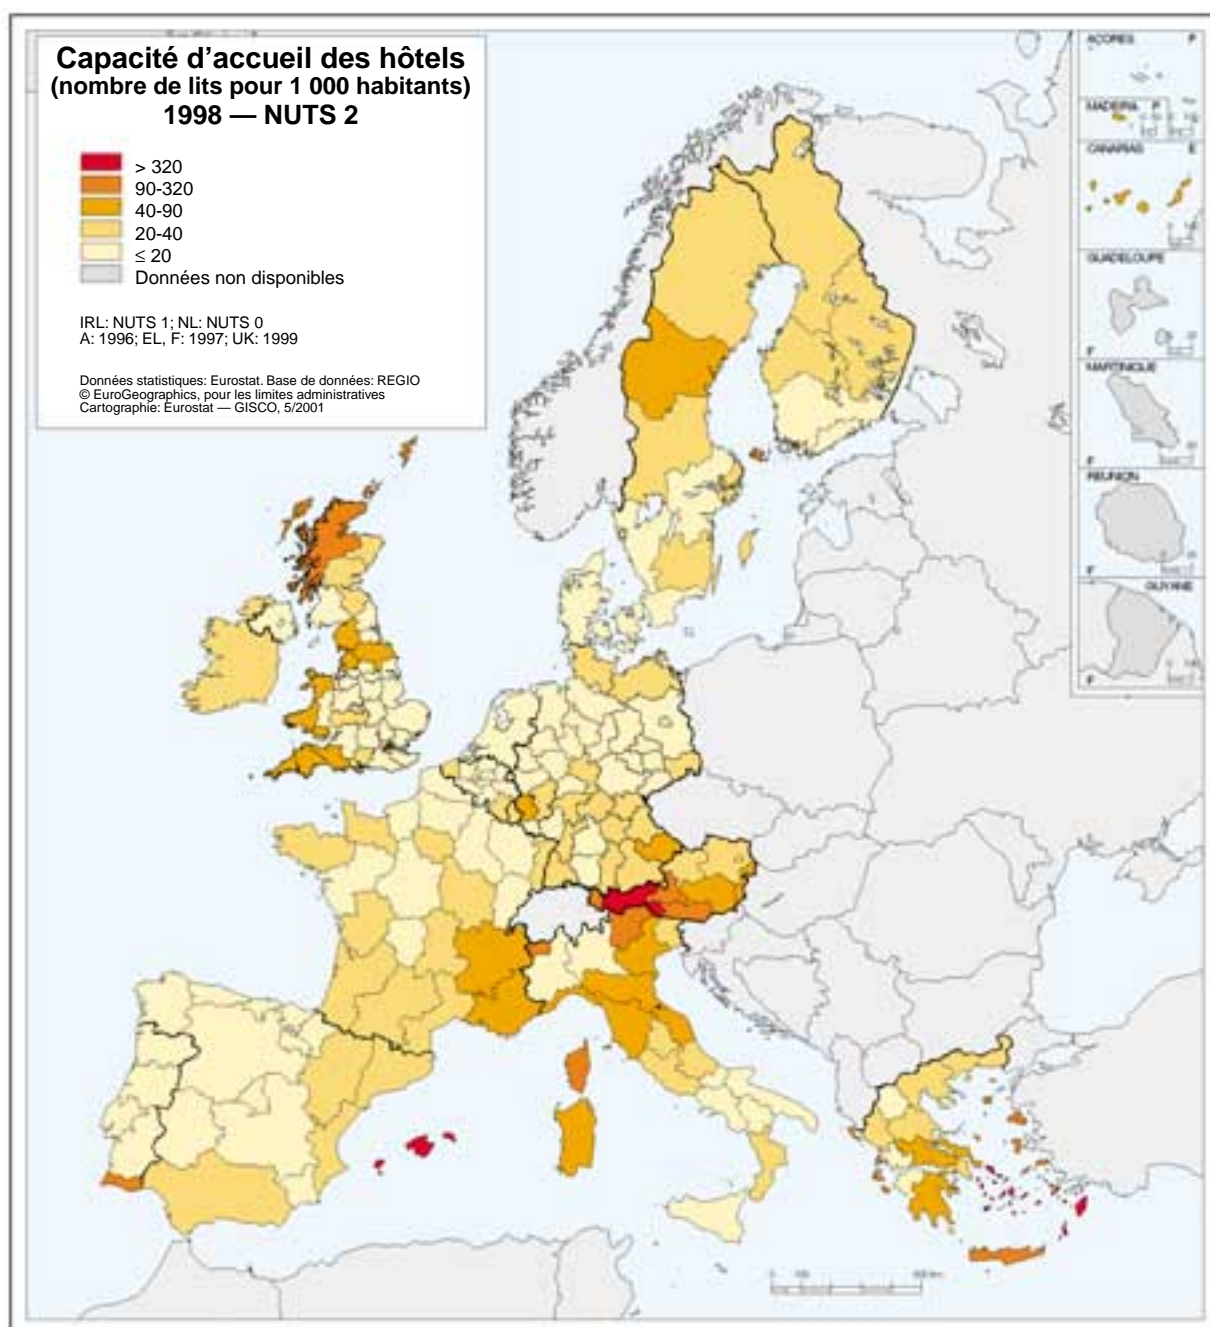 Capacité d’accueil des hôtels
(nombre de lits pour 1 000 habitants)
1998 — NUTS 2
> 320
90-320
40-90
20-40
≤ 20
Données non disponibles
IRL: NUTS 1; NL: NUTS 0
A: 1996; EL, F: 1997; UK: 1999
Données statistiques: Eurostat. Base de données: REGIO
© EuroGeographics, pour les limites administratives
Cartographie: Eurostat — GISCO, 5/2001
ACORES P
MADEIRA P
CANARIAS E
GUADELOUPE
F
MARTINIQUE
F
REUNION
F
GUYANE
F